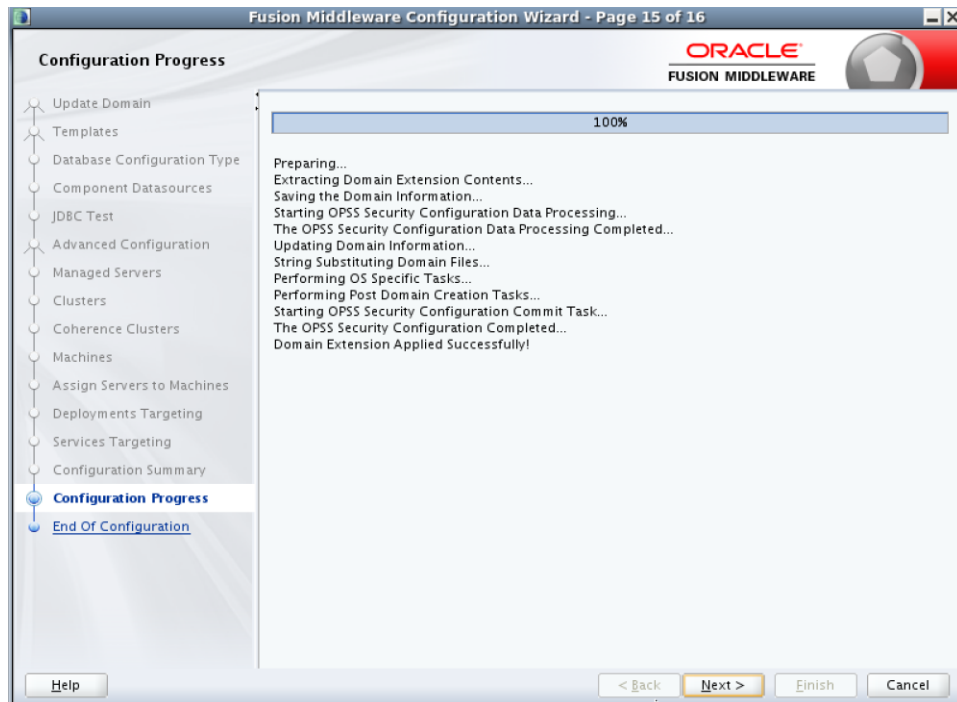 Fusion Middleware Configuration Wizard - Page 15 of 16
Configuration Progress
ORACLE
FUSION MIDDLEWARE
Update Domain
Templates
Database Configuration Type
Component Datasources
JDBC Test
Advanced Configuration
Managed Servers
Clusters
Coherence Clusters
Machines
Assign Servers to Machines
Deployments Targeting
Services Targeting
Configuration Summary
Configuration Progress
End Of Configuration
100%
Preparing...
Extracting Domain Extension Contents...
Saving the Domain Information...
Starting OPSS Security Configuration Data Processing...
The OPSS Security Configuration Data Processing Completed...
Updating Domain Information...
String Substituting Domain Files...
Performing OS Specific Tasks...
Performing Post Domain Creation Tasks...
Starting OPSS Security Configuration Commit Task...
The OPSS Security Configuration Completed...
Domain Extension Applied Successfully!
Help
< Back
Next >
Finish
Cancel